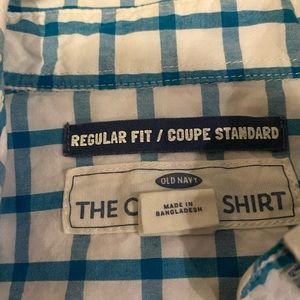 REGULAR FIT / COUPE STANDARD
OLD NAVY
THE C SHIRT
MADE IN
BANGLADESH